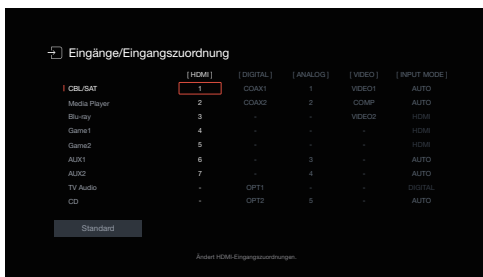 Eingänge/Eingangszuordnung
[ HDMI ] [ DIGITAL ] [ ANALOG ] [ VIDEO ] [ INPUT MODE ]
CBL/SAT 1 COAX1 1 VIDEO1 AUTO
Media Player 2 COAX2 2 COMP AUTO
Blu-ray 3 - - VIDEO2 HDMI
Game1 4 - - - HDMI
Game2 5 - - - HDMI
AUX1 6 - 3 - AUTO
AUX2 7 - 4 - AUTO
TV Audio - OPT1 - - DIGITAL
CD - OPT2 5 - AUTO
Standard
Ändert HDMI-Eingangszuordnungen.